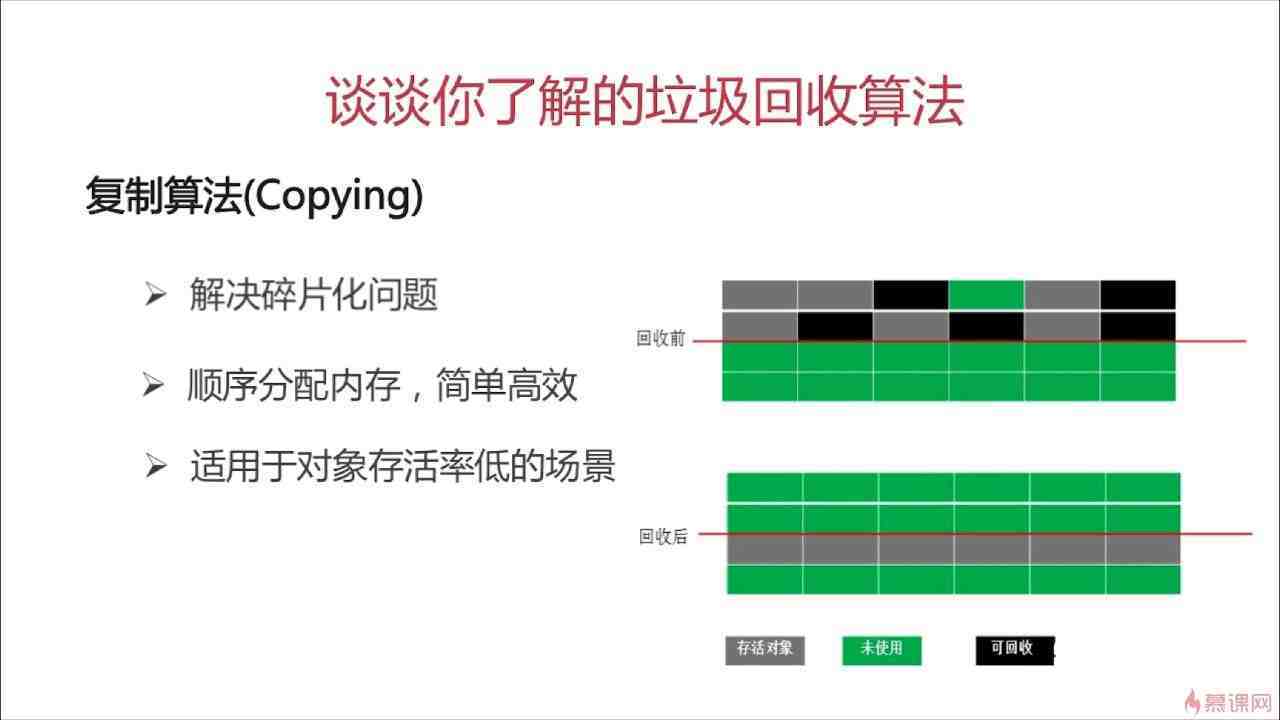 谈谈你了解的垃圾回收算法
复制算法(Copying)
➢ 解决碎片化问题
➢ 顺序分配内存，简单高效
➢ 适用于对象存活率低的场景
回收前
回收后
存活对象 未使用 可回收
慕课网